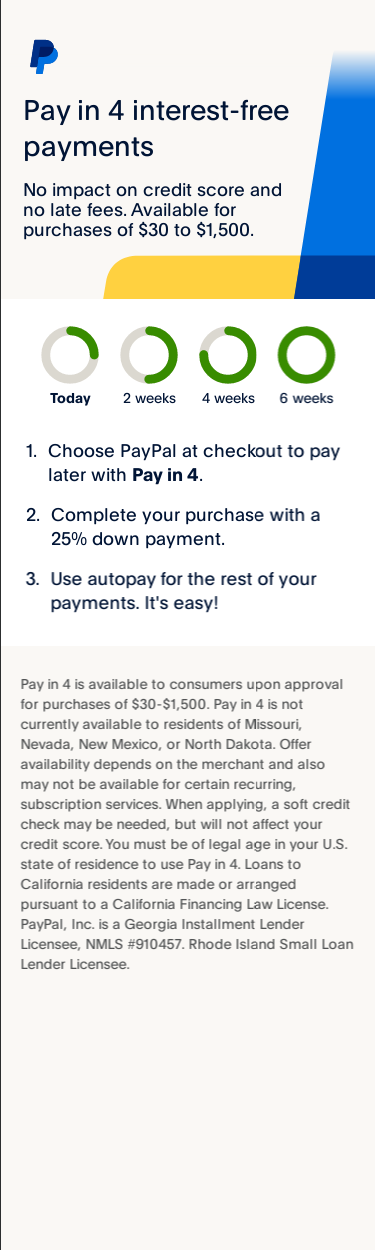 Pay in 4 interest-free
payments
No impact on credit score and
no late fees. Available for
purchases of $30 to $1,500.
Today
2 weeks
4 weeks
6 weeks
1. Choose PayPal at checkout to pay
later with Pay in 4.
2. Complete your purchase with a
25% down payment.
3. Use autopay for the rest of your
payments. It's easy!
Pay in 4 is available to consumers upon approval
for purchases of $30-$1,500. Pay in 4 is not
currently available to residents of Missouri,
Nevada, New Mexico, or North Dakota. Offer
availability depends on the merchant and also
may not be available for certain recurring,
subscription services. When applying, a soft credit
check may be needed, but will not affect your
credit score. You must be of legal age in your U.S.
state of residence to use Pay in 4. Loans to
California residents are made or arranged
pursuant to a California Financing Law License.
PayPal, Inc. is a Georgia Installment Lender
Licensee, NMLS #910457. Rhode Island Small Loan
Lender Licensee.